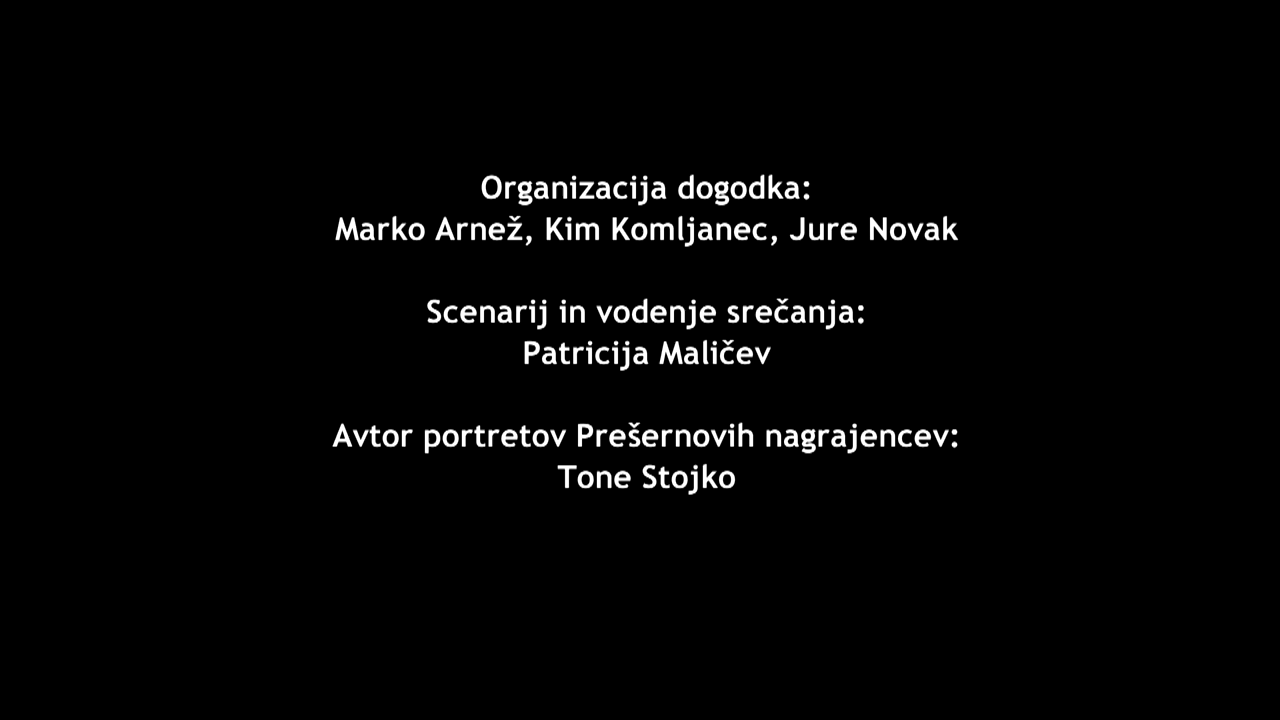 Organizacija dogodka:
Marko Arnež, Kim Komljanec, Jure Novak
Scenarij in vodenje srečanja:
Patricija Maličev
Avtor portretov Prešernovih nagrajencev:
Tone Stojko